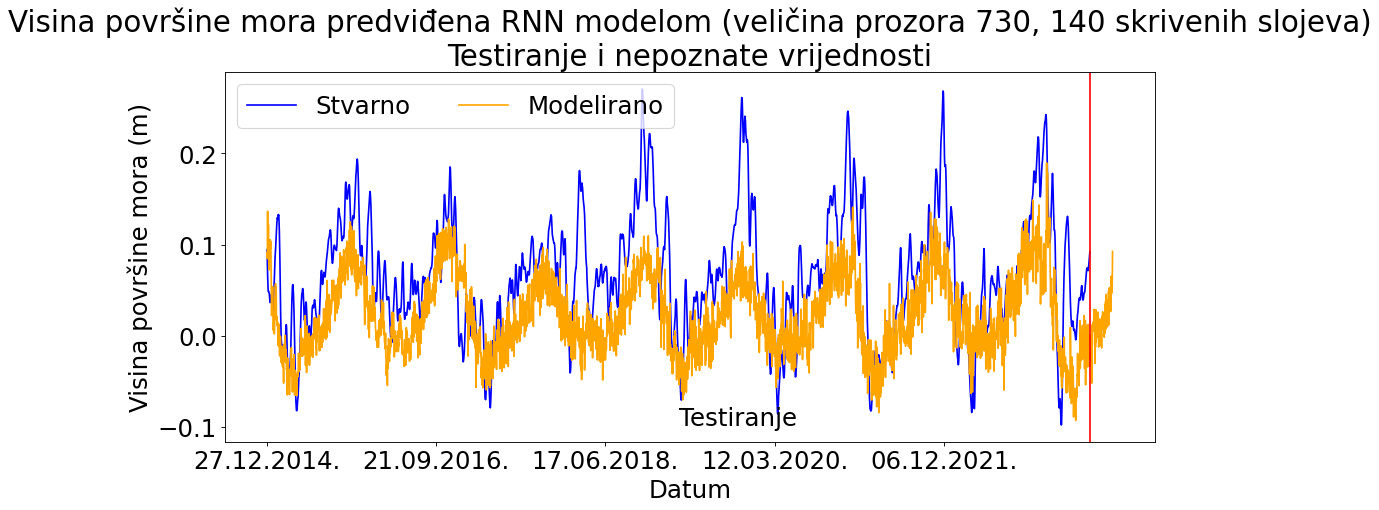 Visina površine mora predviđena RNN modelom (veličina prozora 730, 140 skrivenih slojeva)
Testiranje i nepoznate vrijednosti
Stvarno
Modelirano
Visina površine mora (m)
0.2
0.1
0.0
−0.1
Testiranje
27.12.2014.
21.09.2016.
17.06.2018.
12.03.2020.
06.12.2021.
Datum